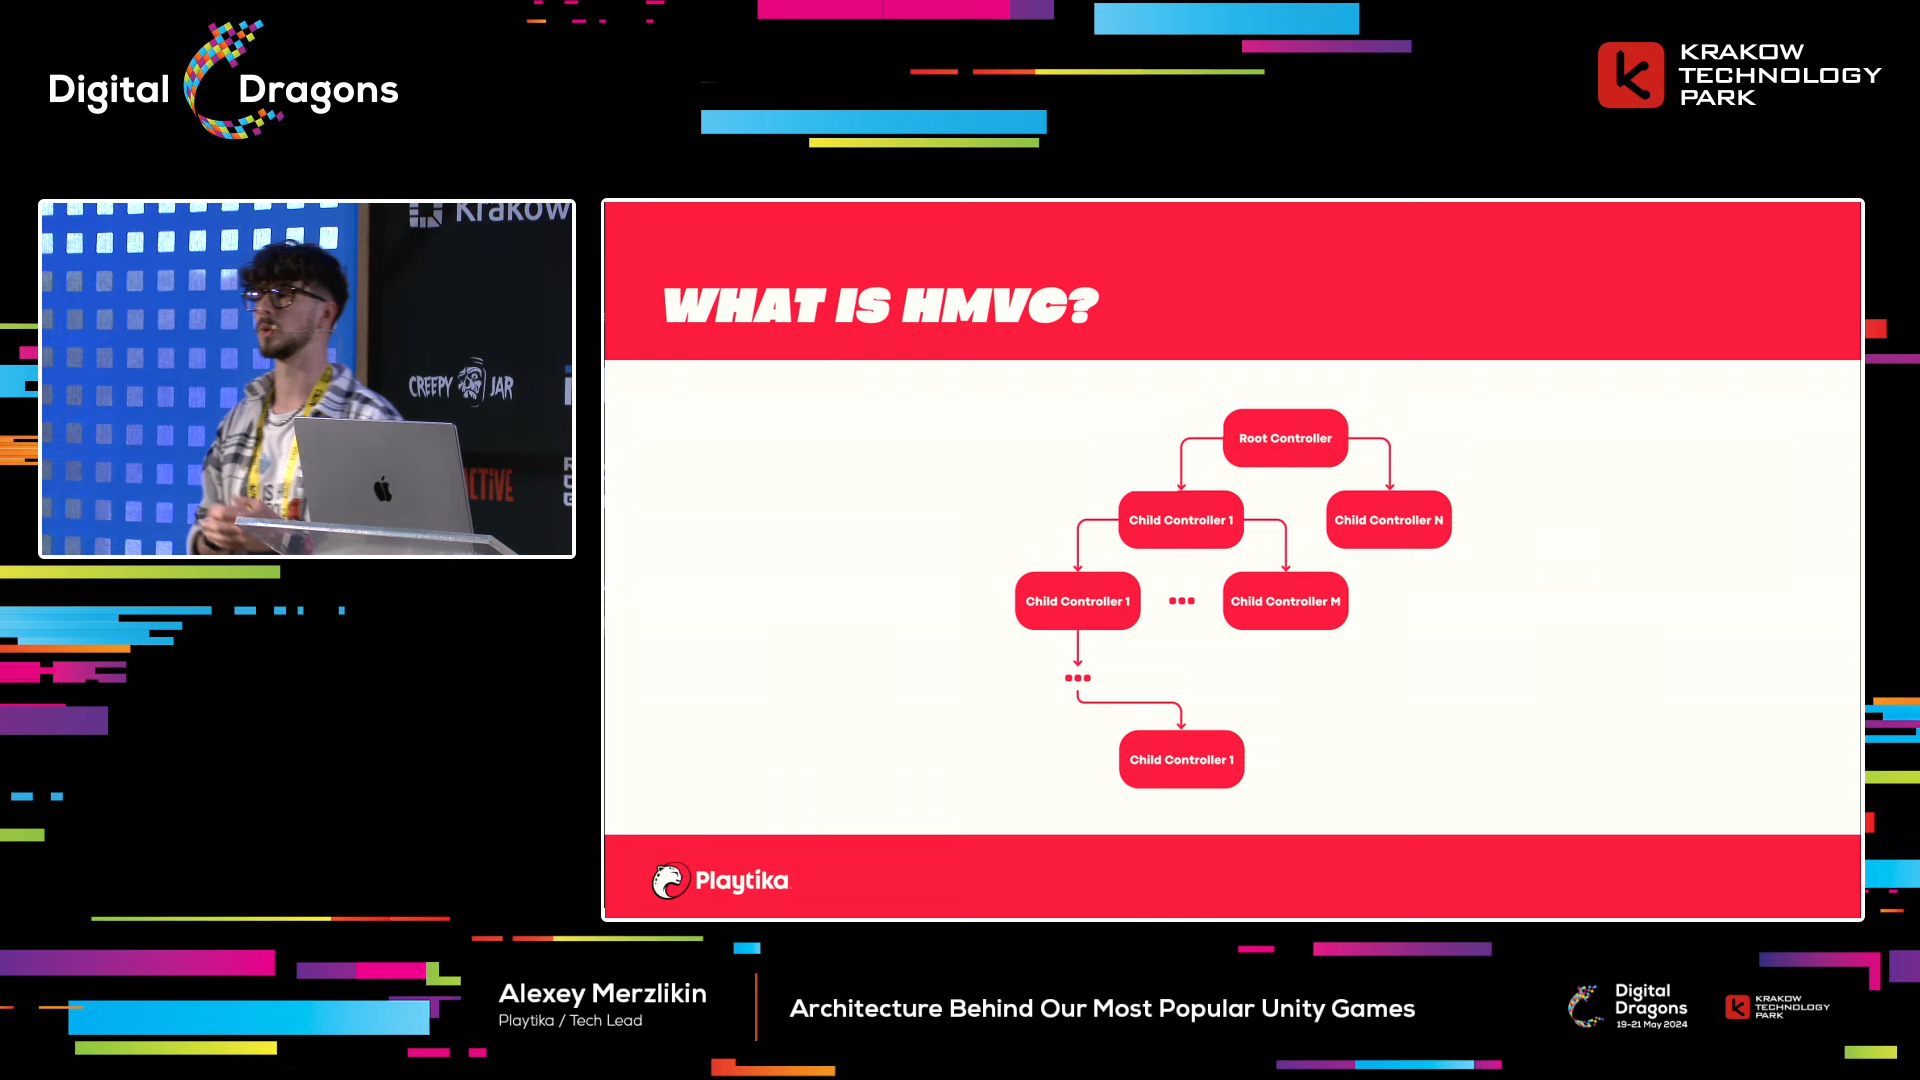 Digital Dragons
KRAKOW
TECHNOLOGY
PARK
Krakow
CREEPY JAR
CTIVE
WHAT IS HMVC?
Root Controller
Child Controller 1
Child Controller N
Child Controller 1
Child Controller M
Child Controller 1
Playtika
Alexey Merzlikin
Playtika / Tech Lead
Architecture Behind Our Most Popular Unity Games
Digital
Dragons
19-21 May 2024
KRAKOW
TECHNOLOGY
PARK